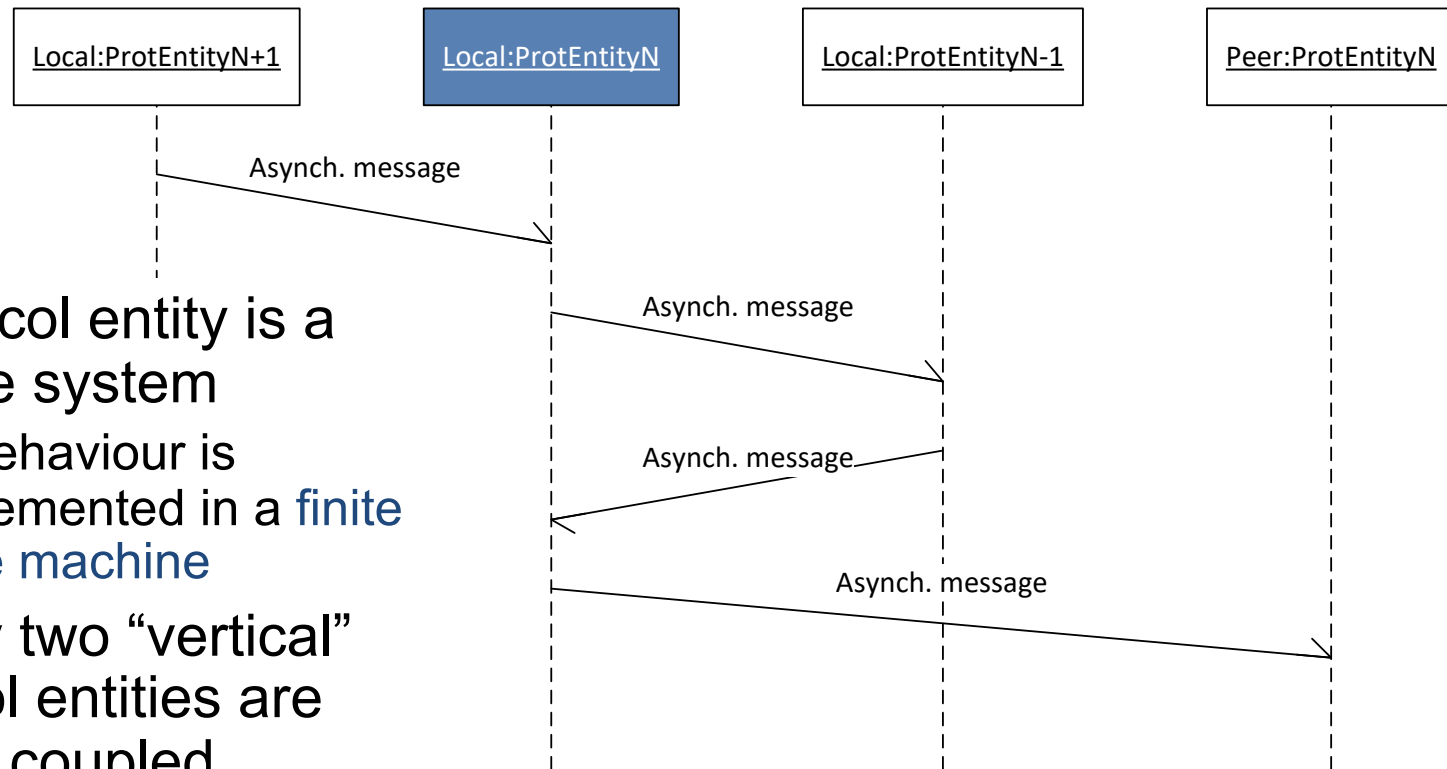 Local:ProtEntityN+1
Local:ProtEntityN
Local:ProtEntityN-1
Peer:ProtEntityN
Asynch. message
Asynch. message
col entity is a
e system
Asynch. message
ehaviour is
emented in a finite
e machine
Asynch. message
y two “vertical”
ol entities are
coupled